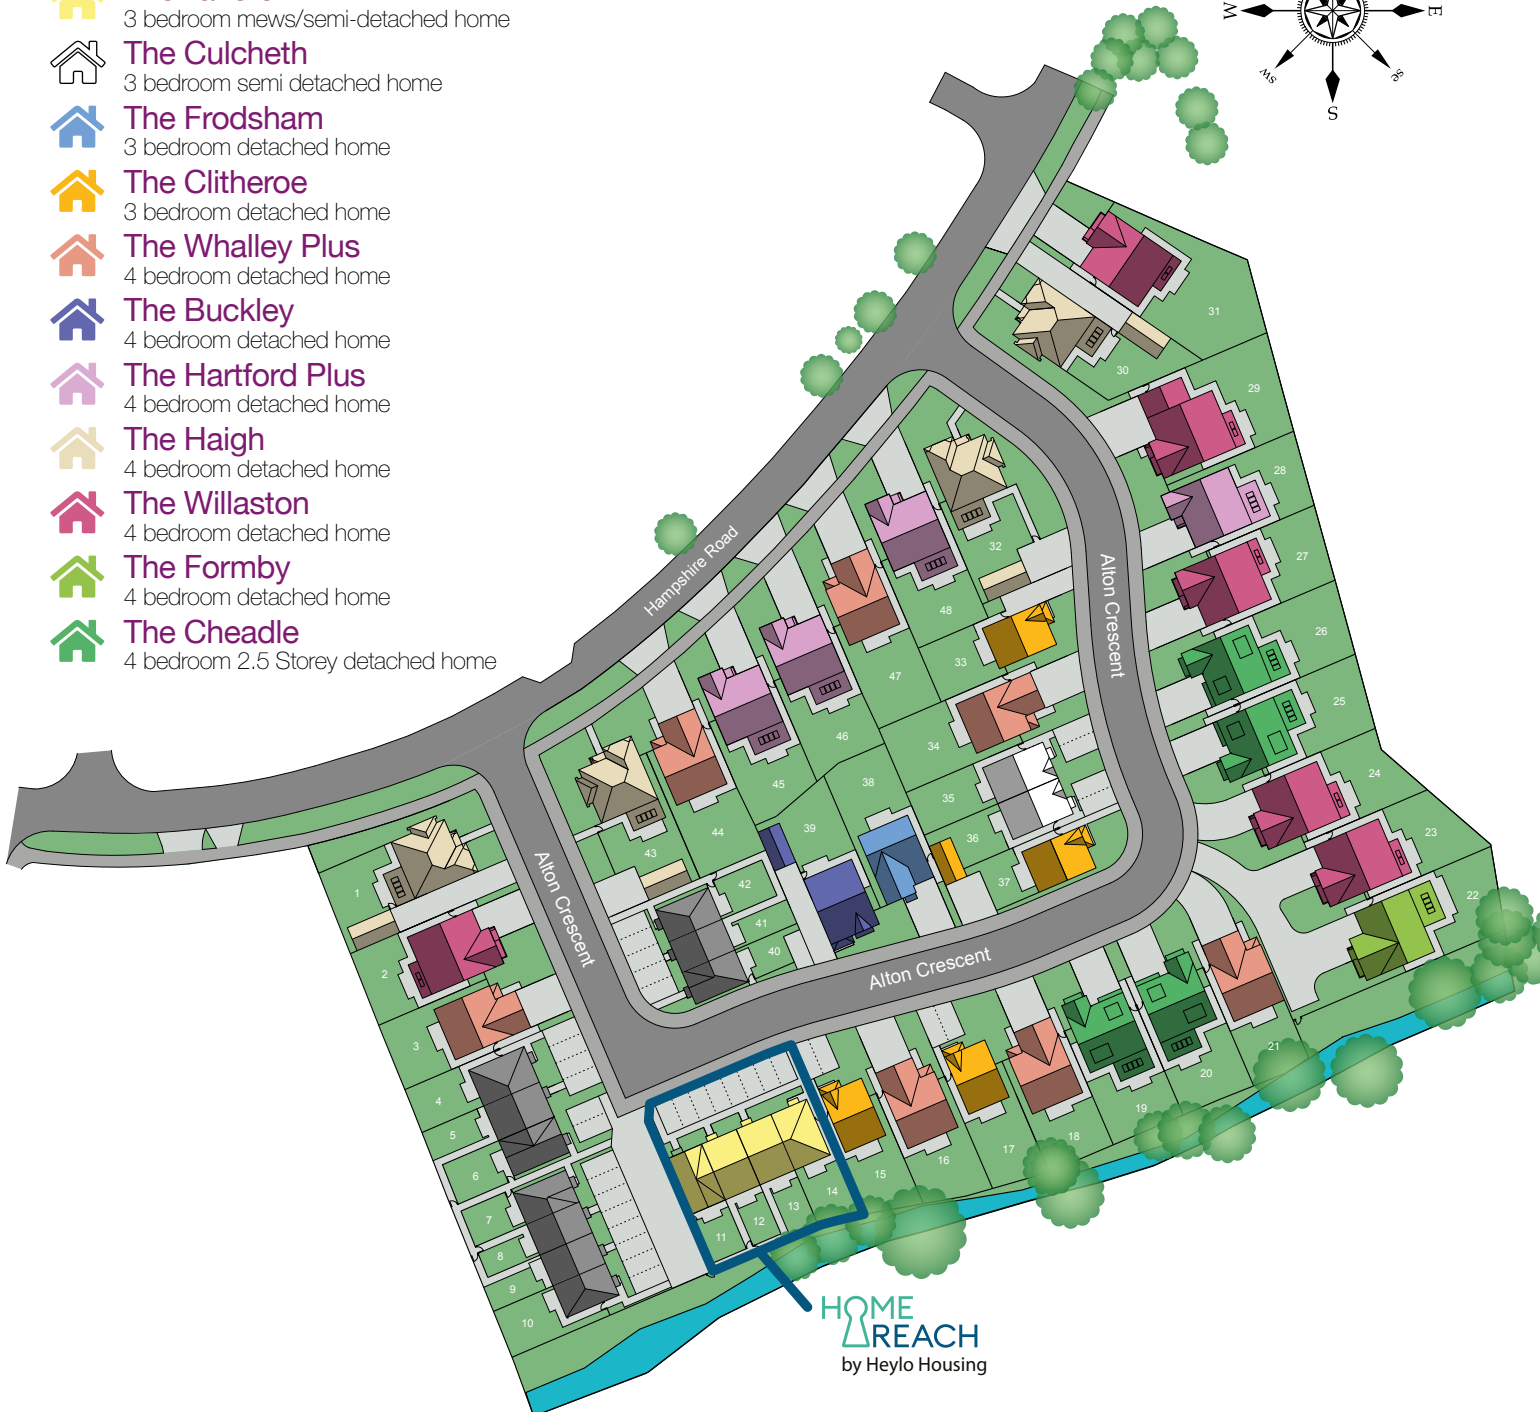 3 bedroom mews/semi-detached home
The Culcheth
3 bedroom semi detached home
The Frodsham
3 bedroom detached home
The Clitheroe
3 bedroom detached home
The Whalley Plus
4 bedroom detached home
The Buckley
4 bedroom detached home
The Hartford Plus
4 bedroom detached home
The Haigh
4 bedroom detached home
The Willaston
4 bedroom detached home
The Formby
4 bedroom detached home
The Cheadle
4 bedroom 2.5 Storey detached home
W
E
SW
SE
S
31
30
29
28
27
26
25
24
23
22
32
48
33
47
34
46
45
38
35
44
39
36
43
37
42
41
40
1
2
3
4
5
6
7
8
9
10
11
12
13
14
15
16
17
18
19
20
21
Hampshire Road
Alton Crescent
Alton Crescent
Alton Crescent
HOME
REACH
by Heylo Housing